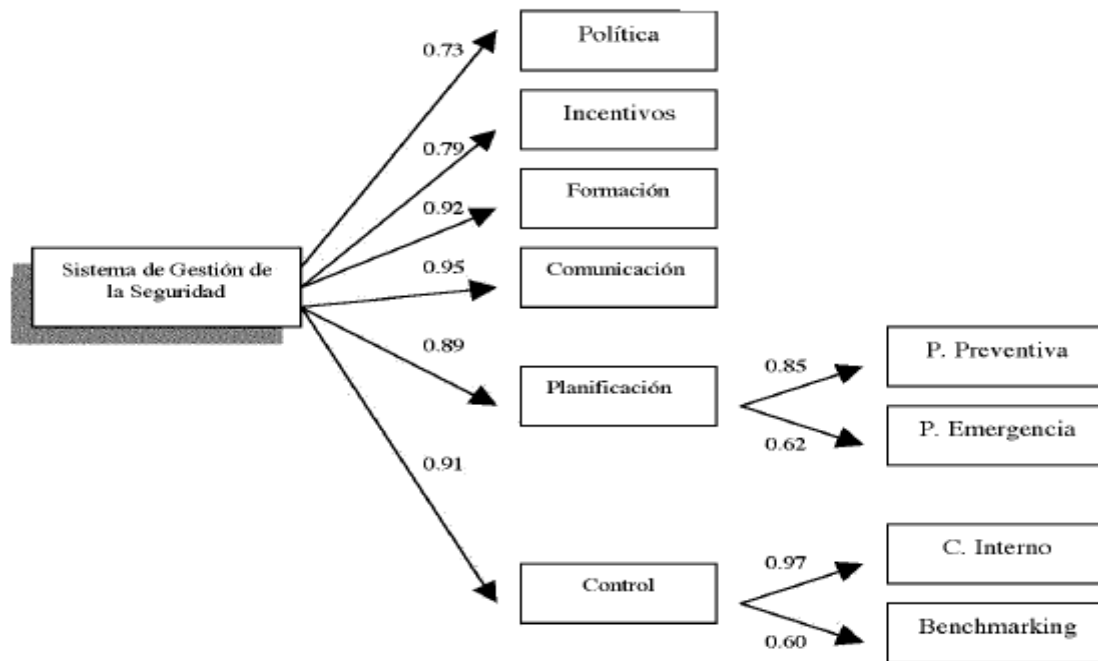 Política
0.73
Incentivos
0.79
Formación
0.92
Sistema de Gestión de
la Seguridad
0.95
Comunicación
0.89
Planificación
0.85
P. Preventiva
0.62
P. Emergencia
0.91
Control
0.97
C. Interno
0.60
Benchmarking